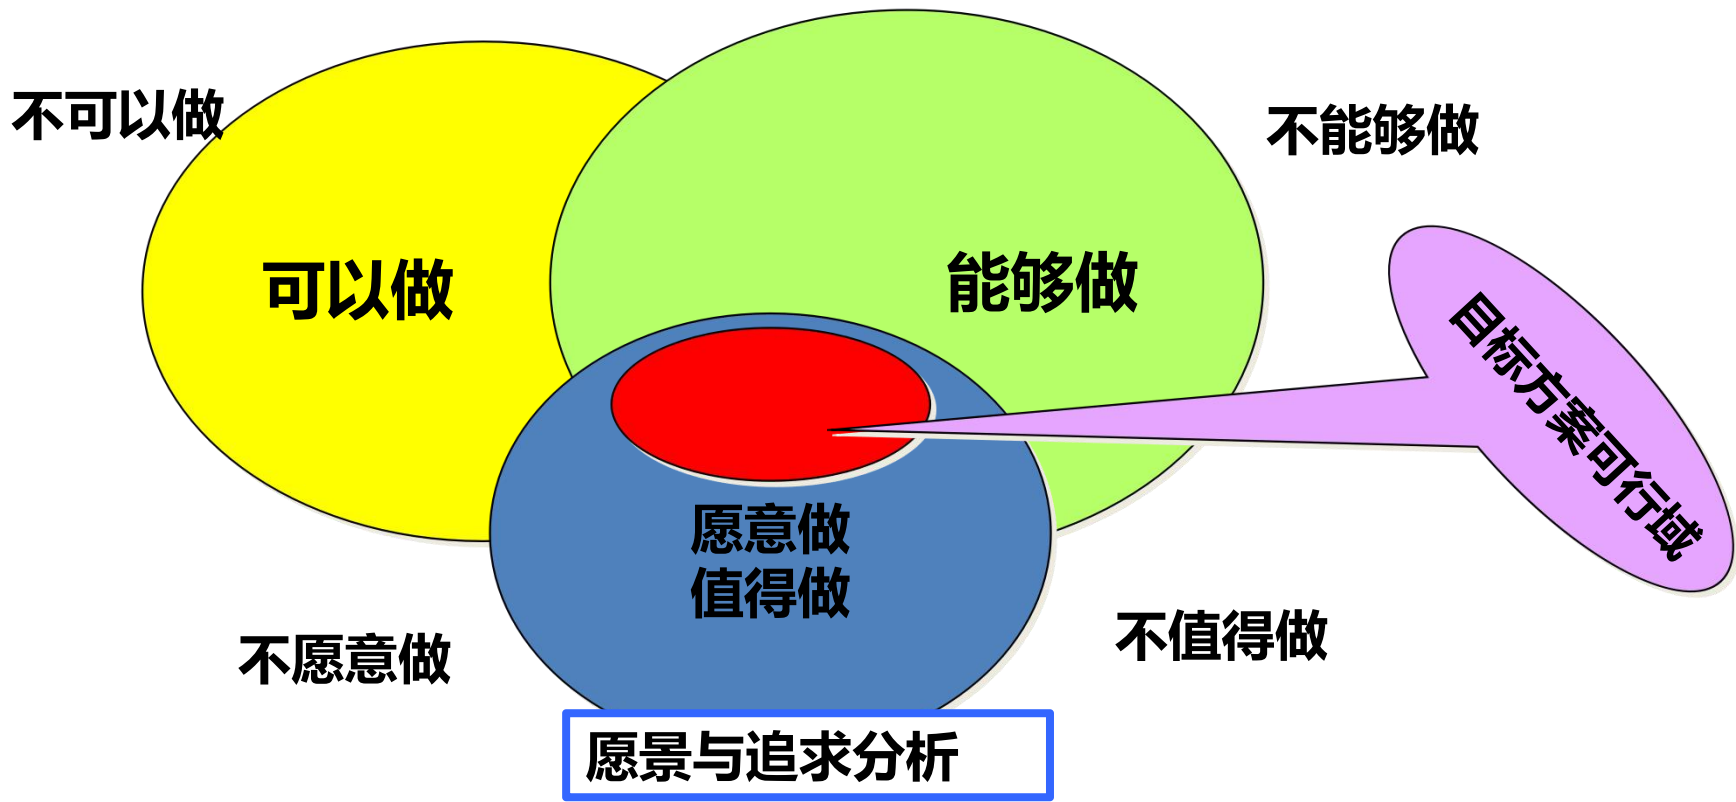 不可以做
不能够做
可以做
能够做
目标方案可行域
愿意做
值得做
不愿意做
不值得做
愿景与追求分析